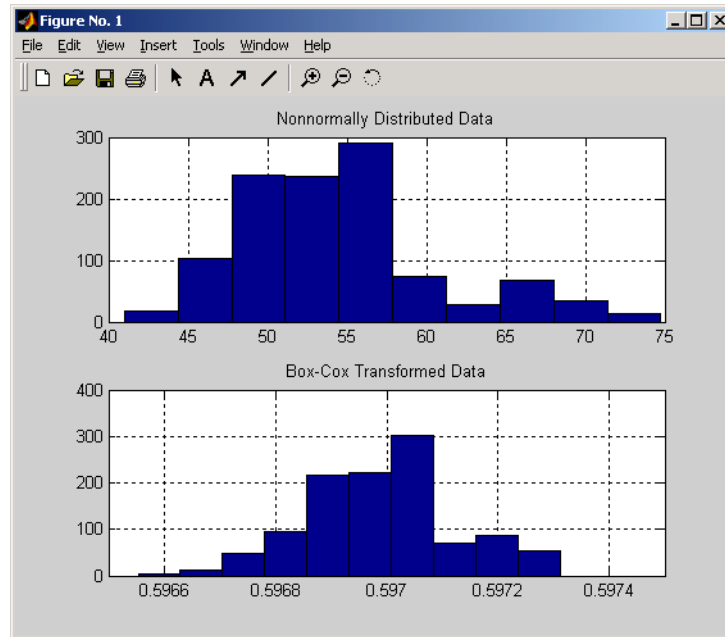 Figure No. 1
File Edit View Insert Tools Window Help
A
Nonnormally Distributed Data
300
200
100
0
40 45 50 55 60 65 70 75
Box-Cox Transformed Data
400
300
200
100
0
0.5966 0.5968 0.597 0.5972 0.5974